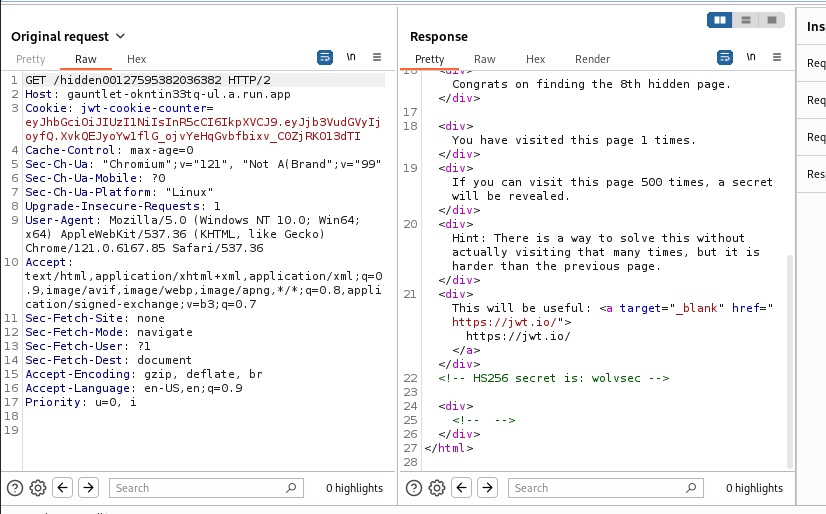 Original request
Response
Ins
Pretty Raw Hex \n
Pretty Raw Hex Render \n
1 GET /hidden00127595382036382 HTTP/2
2 Host: gauntlet-okntin33tq-ul.a.run.app
3 Cookie: jwt-cookie-counter=
eyJhbGciOiJIUzI1NiIsInR5cCI6IkpXVCJ9.eyJjb3VudGVyIj
oyfQ.XvkQEJyoYw1flG_ojvYeHqGvbfbixv_C0ZjRKO13dTI
4 Cache-Control: max-age=0
5 Sec-Ch-Ua: "Chromium";v="121", "Not A(Brand";v="99"
6 Sec-Ch-Ua-Mobile: ?0
7 Sec-Ch-Ua-Platform: "Linux"
8 Upgrade-Insecure-Requests: 1
9 User-Agent: Mozilla/5.0 (Windows NT 10.0; Win64;
x64) AppleWebKit/537.36 (KHTML, like Gecko)
Chrome/121.0.6167.85 Safari/537.36
10 Accept:
text/html,application/xhtml+xml,application/xml;q=0
.9,image/avif,image/webp,image/apng,*/*;q=0.8,appli
cation/signed-exchange;v=b3;q=0.7
11 Sec-Fetch-Site: none
12 Sec-Fetch-Mode: navigate
13 Sec-Fetch-User: ?1
14 Sec-Fetch-Dest: document
15 Accept-Encoding: gzip, deflate, br
16 Accept-Language: en-US,en;q=0.9
17 Priority: u=0, i
18
19
16 <div>
Congrats on finding the 8th hidden page.
</div>
17
18 <div>
You have visited this page 1 times.
</div>
19 <div>
If you can visit this page 500 times, a secret
will be revealed.
</div>
20 <div>
Hint: There is a way to solve this without
actually visiting that many times, but it is
harder than the previous page.
</div>
21 <div>
This will be useful: <a target="_blank" href="
https://jwt.io/">
https://jwt.io/
</a>
</div>
22 <!-- HS256 secret is: wolvsec -->
23
24 <div>
25 <!-- -->
26 </div>
27 </html>
28
Req
Req
Req
Res
Search 0 highlights
Search 0 highlights